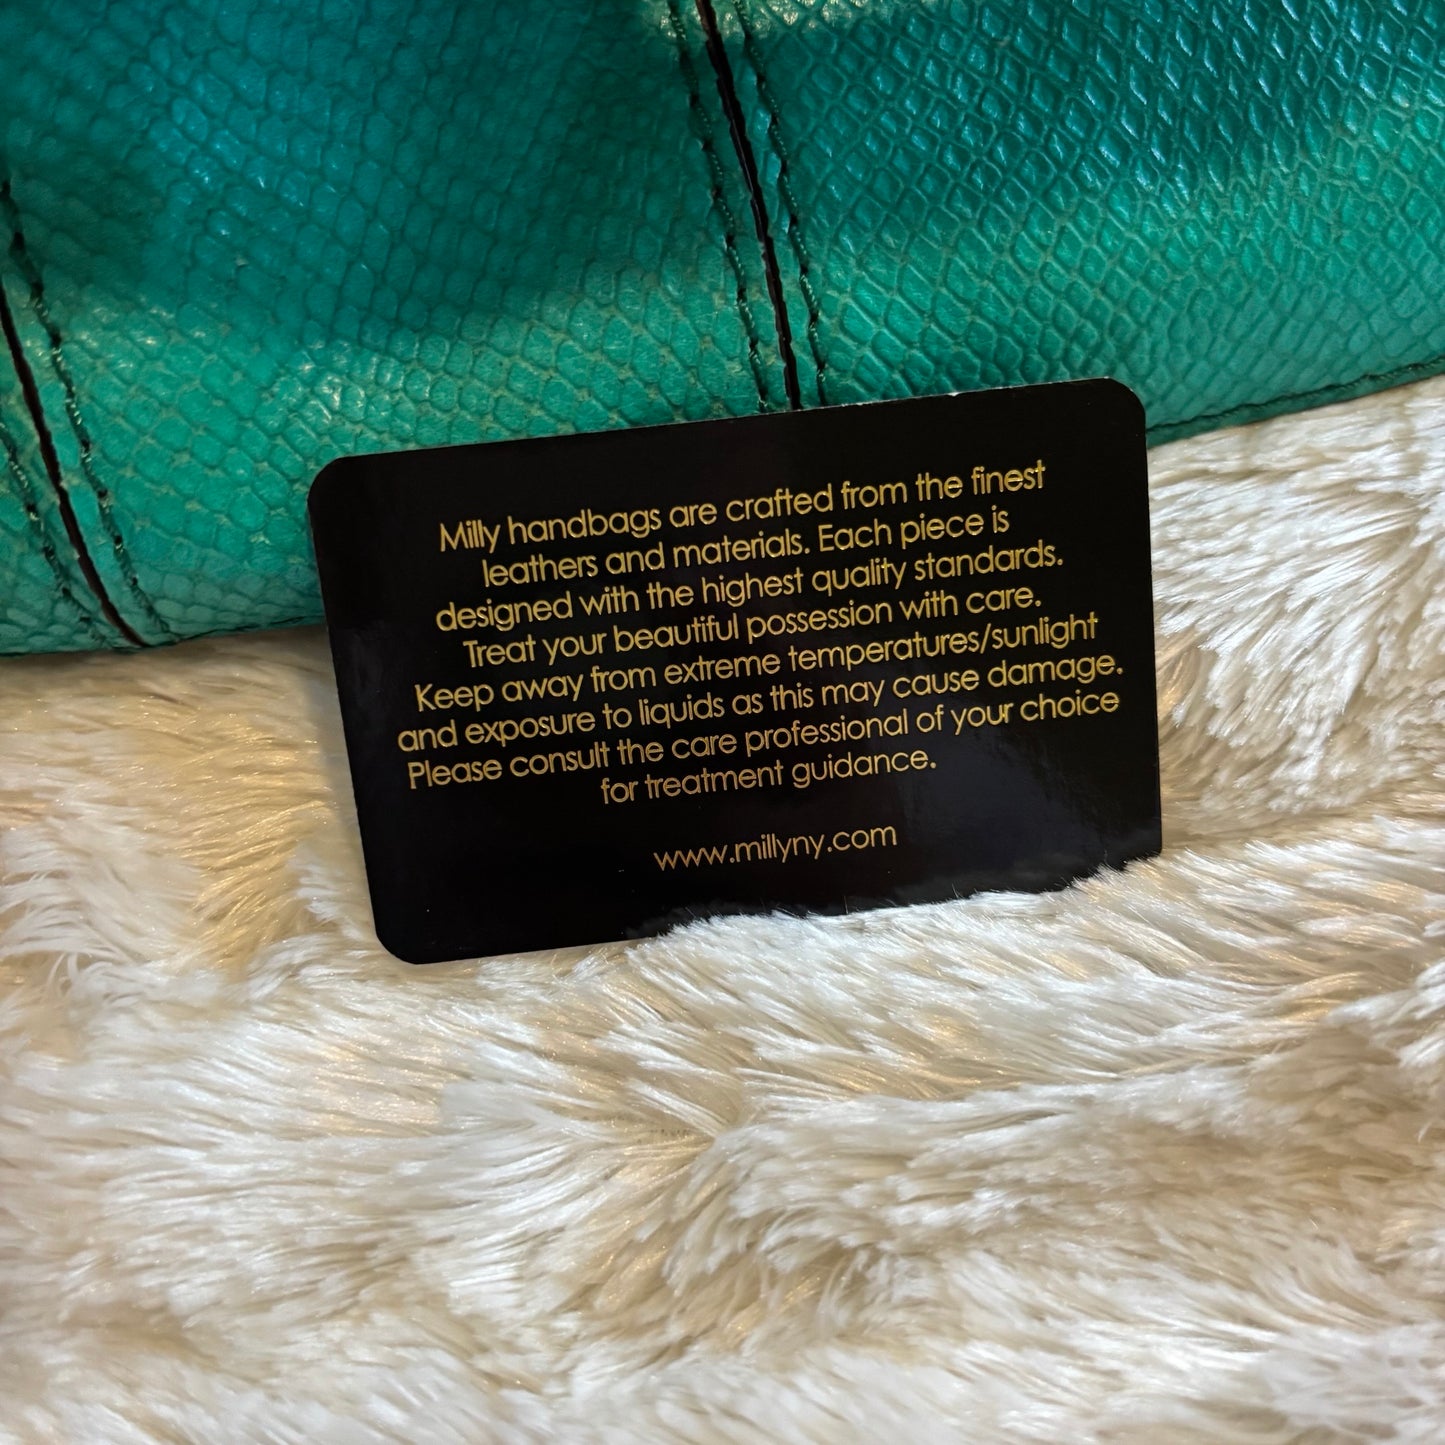 Milly handbags are crafted from the finest
leathers and materials. Each piece is
designed with the highest quality standards.
Treat your beautiful possession with care.
Keep away from extreme temperatures/sunlight
and exposure to liquids as this may cause damage.
Please consult the care professional of your choice
for treatment guidance.
www.millyny.com